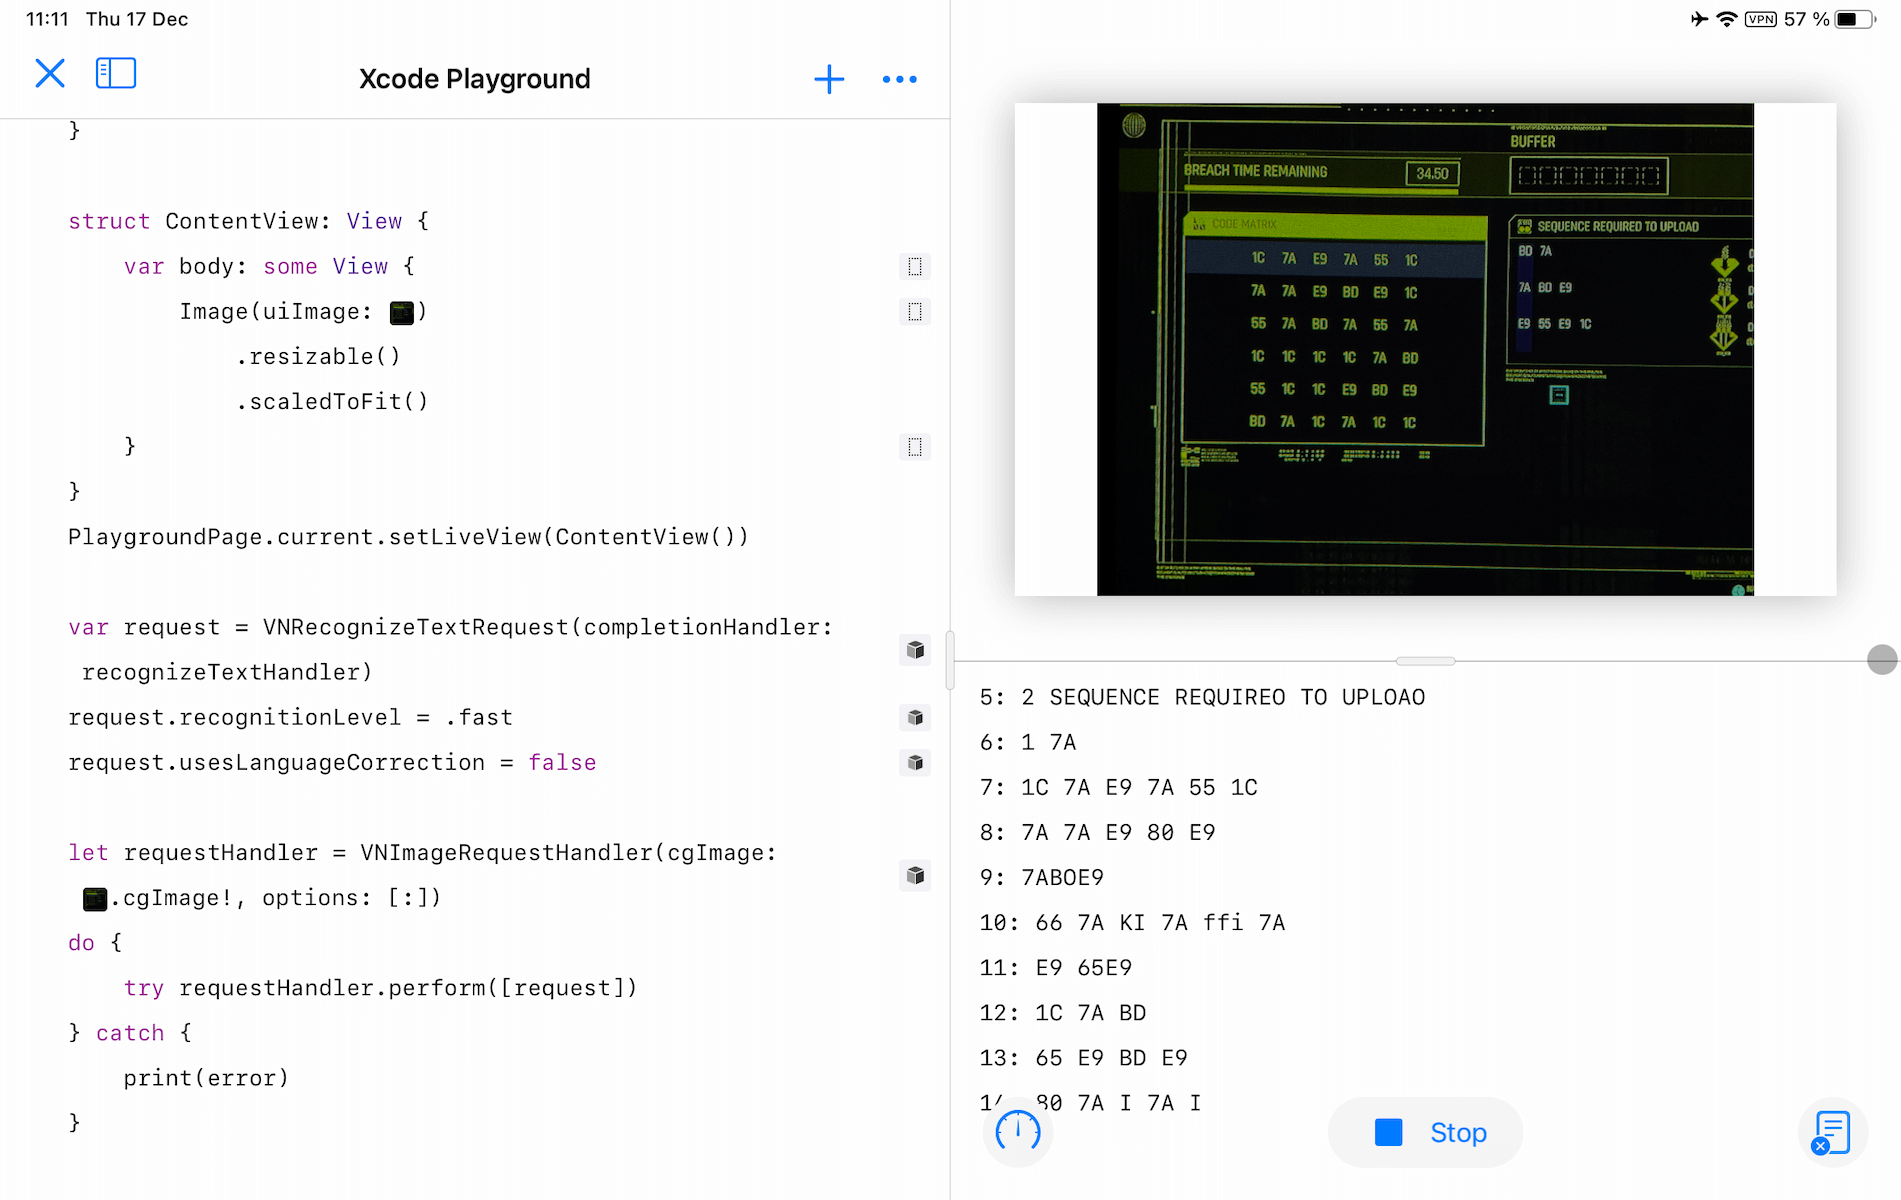 11:11 Thu 17 Dec
VPN 57 %
Xcode Playground
}
struct ContentView: View {
var body: some View {
Image(uiImage: )
.resizable()
.scaledToFit()
}
}
PlaygroundPage.current.setLiveView(ContentView())
var request = VNRecognizeTextRequest(completionHandler:
recognizeTextHandler)
request.recognitionLevel = .fast
request.usesLanguageCorrection = false
let requestHandler = VNImageRequestHandler(cgImage:
.cgImage!, options: [:])
do {
try requestHandler.perform([request])
} catch {
print(error)
}
BUFFER
BREACH TIME REMAINING 34.50
CODE MATRIX
1C 7A E9 7A 55 1C
7A 7A E9 BD E9 1C
55 7A BD 7A 55 7A
1C 1C 1C 1C 7A BD
55 1C 1C E9 BD E9
BD 7A 1C 7A 1C 1C
SEQUENCE REQUIRED TO UPLOAD
BD 7A
7A BD E9
E9 55 E9 1C
5: 2 SEQUENCE REQUIREO TO UPLOAO
6: 1 7A
7: 1C 7A E9 7A 55 1C
8: 7A 7A E9 80 E9
9: 7ABOE9
10: 66 7A KI 7A ffi 7A
11: E9 65E9
12: 1C 7A BD
13: 65 E9 BD E9
80 7A I 7A I
Stop